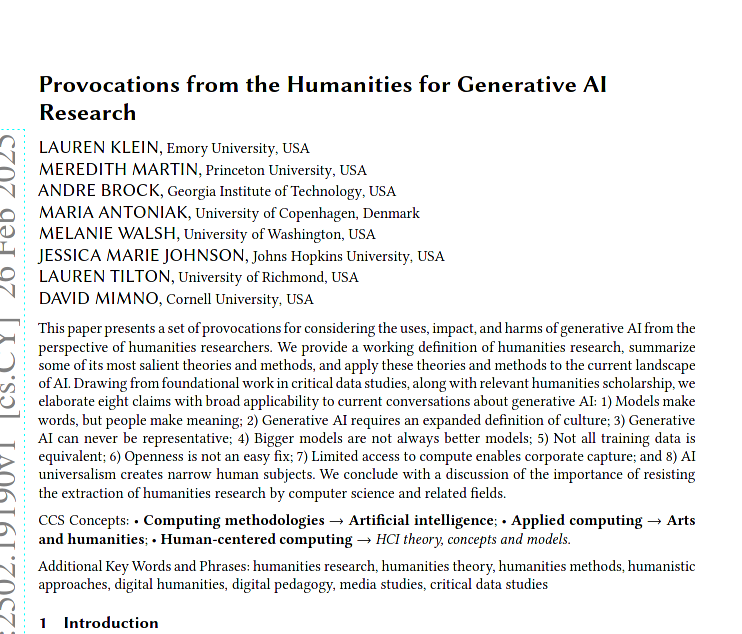 Provocations from the Humanities for Generative AI
Research
LAUREN KLEIN, Emory University, USA
MEREDITH MARTIN, Princeton University, USA
ANDRE BROCK, Georgia Institute of Technology, USA
MARIA ANTONIAK, University of Copenhagen, Denmark
MELANIE WALSH, University of Washington, USA
JESSICA MARIE JOHNSON, Johns Hopkins University, USA
LAUREN TILTON, University of Richmond, USA
DAVID MIMNO, Cornell University, USA
This paper presents a set of provocations for considering the uses, impact, and harms of generative AI from the
perspective of humanities researchers. We provide a working definition of humanities research, summarize
some of its most salient theories and methods, and apply these theories and methods to the current landscape
of AI. Drawing from foundational work in critical data studies, along with relevant humanities scholarship, we
elaborate eight claims with broad applicability to current conversations about generative AI: 1) Models make
words, but people make meaning; 2) Generative AI requires an expanded definition of culture; 3) Generative
AI can never be representative; 4) Bigger models are not always better models; 5) Not all training data is
equivalent; 6) Openness is not an easy fix; 7) Limited access to compute enables corporate capture; and 8) AI
universalism creates narrow human subjects. We conclude with a discussion of the importance of resisting
the extraction of humanities research by computer science and related fields.
CCS Concepts: • Computing methodologies → Artificial intelligence; • Applied computing → Arts
and humanities; • Human-centered computing → HCI theory, concepts and models.
Additional Key Words and Phrases: humanities research, humanities theory, humanities methods, humanistic
approaches, digital humanities, digital pedagogy, media studies, critical data studies
1 Introduction
:2502.19190v1 [cs.CY] 26 Feb 2025